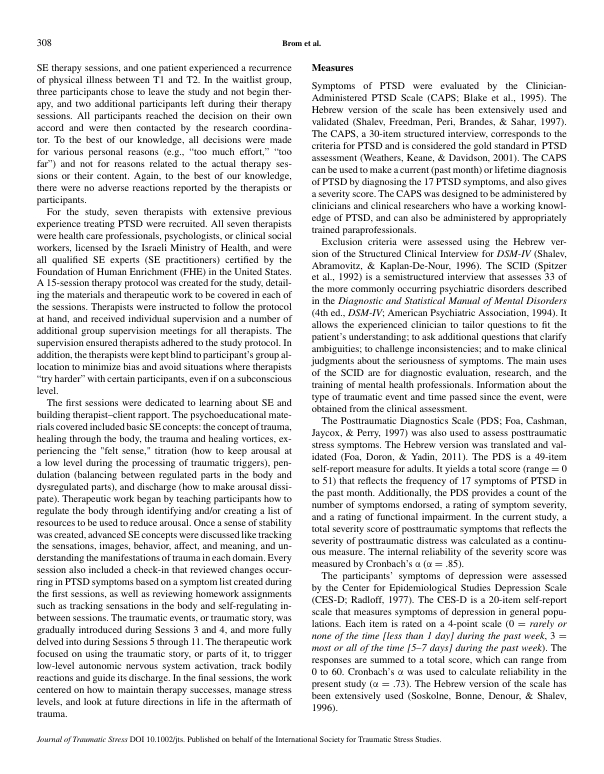 308
Brom et al.
SE therapy sessions, and one patient experienced a recurrence
of physical illness between T1 and T2. In the waitlist group,
three participants chose to leave the study and not begin ther-
apy, and two additional participants left during their therapy
sessions. All participants reached the decision on their own
accord and were then contacted by the research coordina-
tor. To the best of our knowledge, all decisions were made
for various personal reasons (e.g., “too much effort,” “too
far”) and not for reasons related to the actual therapy ses-
sions or their content. Again, to the best of our knowledge,
there were no adverse reactions reported by the therapists or
participants.
For the study, seven therapists with extensive previous
experience treating PTSD were recruited. All seven therapists
were health care professionals, psychologists, or clinical social
workers, licensed by the Israeli Ministry of Health, and were
all qualified SE experts (SE practitioners) certified by the
Foundation of Human Enrichment (FHE) in the United States.
A 15-session therapy protocol was created for the study, detail-
ing the materials and therapeutic work to be covered in each of
the sessions. Therapists were instructed to follow the protocol
at hand, and received individual supervision and a number of
additional group supervision meetings for all therapists. The
supervision ensured therapists adhered to the study protocol. In
addition, the therapists were kept blind to participant’s group al-
location to minimize bias and avoid situations where therapists
“try harder” with certain participants, even if on a subconscious
level.
The first sessions were dedicated to learning about SE and
building therapist–client rapport. The psychoeducational mate-
rials covered included basic SE concepts: the concept of trauma,
healing through the body, the trauma and healing vortices, ex-
periencing the "felt sense," titration (how to keep arousal at
a low level during the processing of traumatic triggers), pen-
dulation (balancing between regulated parts in the body and
dysregulated parts), and discharge (how to make arousal dissi-
pate). Therapeutic work began by teaching participants how to
regulate the body through identifying and/or creating a list of
resources to be used to reduce arousal. Once a sense of stability
was created, advanced SE concepts were discussed like tracking
the sensations, images, behavior, affect, and meaning, and un-
derstanding the manifestations of trauma in each domain. Every
session also included a check-in that reviewed changes occur-
ring in PTSD symptoms based on a symptom list created during
the first sessions, as well as reviewing homework assignments
such as tracking sensations in the body and self-regulating in-
between sessions. The traumatic events, or traumatic story, was
gradually introduced during Sessions 3 and 4, and more fully
delved into during Sessions 5 through 11. The therapeutic work
focused on using the traumatic story, or parts of it, to trigger
low-level autonomic nervous system activation, track bodily
reactions and guide its discharge. In the final sessions, the work
centered on how to maintain therapy successes, manage stress
levels, and look at future directions in life in the aftermath of
trauma.
Measures
Symptoms of PTSD were evaluated by the Clinician-
Administered PTSD Scale (CAPS; Blake et al., 1995). The
Hebrew version of the scale has been extensively used and
validated (Shalev, Freedman, Peri, Brandes, & Sahar, 1997).
The CAPS, a 30-item structured interview, corresponds to the
criteria for PTSD and is considered the gold standard in PTSD
assessment (Weathers, Keane, & Davidson, 2001). The CAPS
can be used to make a current (past month) or lifetime diagnosis
of PTSD by diagnosing the 17 PTSD symptoms, and also gives
a severity score. The CAPS was designed to be administered by
clinicians and clinical researchers who have a working knowl-
edge of PTSD, and can also be administered by appropriately
trained paraprofessionals.
Exclusion criteria were assessed using the Hebrew ver-
sion of the Structured Clinical Interview for DSM-IV (Shalev,
Abramovitz, & Kaplan-De-Nour, 1996). The SCID (Spitzer
et al., 1992) is a semistructured interview that assesses 33 of
the more commonly occurring psychiatric disorders described
in the Diagnostic and Statistical Manual of Mental Disorders
(4th ed., DSM-IV; American Psychiatric Association, 1994). It
allows the experienced clinician to tailor questions to fit the
patient’s understanding; to ask additional questions that clarify
ambiguities; to challenge inconsistencies; and to make clinical
judgments about the seriousness of symptoms. The main uses
of the SCID are for diagnostic evaluation, research, and the
training of mental health professionals. Information about the
type of traumatic event and time passed since the event, were
obtained from the clinical assessment.
The Posttraumatic Diagnostics Scale (PDS; Foa, Cashman,
Jaycox, & Perry, 1997) was also used to assess posttraumatic
stress symptoms. The Hebrew version was translated and val-
idated (Foa, Doron, & Yadin, 2011). The PDS is a 49-item
self-report measure for adults. It yields a total score (range = 0
to 51) that reflects the frequency of 17 symptoms of PTSD in
the past month. Additionally, the PDS provides a count of the
number of symptoms endorsed, a rating of symptom severity,
and a rating of functional impairment. In the current study, a
total severity score of posttraumatic symptoms that reflects the
severity of posttraumatic distress was calculated as a continu-
ous measure. The internal reliability of the severity score was
measured by Cronbach’s α (α = .85).
The participants’ symptoms of depression were assessed
by the Center for Epidemiological Studies Depression Scale
(CES-D; Radloff, 1977). The CES-D is a 20-item self-report
scale that measures symptoms of depression in general popu-
lations. Each item is rated on a 4-point scale (0 = rarely or
none of the time [less than 1 day] during the past week, 3 =
most or all of the time [5–7 days] during the past week). The
responses are summed to a total score, which can range from
0 to 60. Cronbach’s α was used to calculate reliability in the
present study (α = .73). The Hebrew version of the scale has
been extensively used (Soskolne, Bonne, Denour, & Shalev,
1996).
Journal of Traumatic Stress DOI 10.1002/jts. Published on behalf of the International Society for Traumatic Stress Studies.